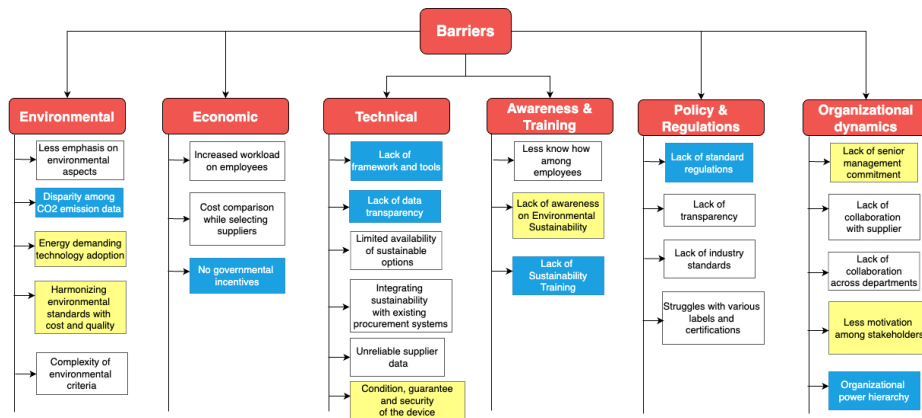 Barriers
Environmental
Less emphasis on
environmental
aspects
Disparity among
CO2 emission data
Energy demanding
technology adoption
Harmonizing
environmental
standards with
cost and quality
Complexity of
environmental
criteria
Economic
Increased workload
on employees
Cost comparison
while selecting
suppliers
No governmental
incentives
Technical
Lack of
framework and tools
Lack of data
transparency
Limited availability
of sustainable
options
Integrating
sustainability
with existing
procurement systems
Unreliable supplier
data
Condition, guarantee
and security
of the device
Awareness &
Training
Less know how
among
employees
Lack of awareness
on Environmental
Sustainability
Lack of
Sustainability
Training
Policy &
Regulations
Lack of standard
regulations
Lack of
transparency
Lack of industry
standards
Struggles with various
labels and
certifications
Organizational
dynamics
Lack of senior
management
commitment
Lack of
collaboration
with supplier
Lack of
collaboration
across departments
Less motivation
among stakeholders
Organizational
power hierarchy